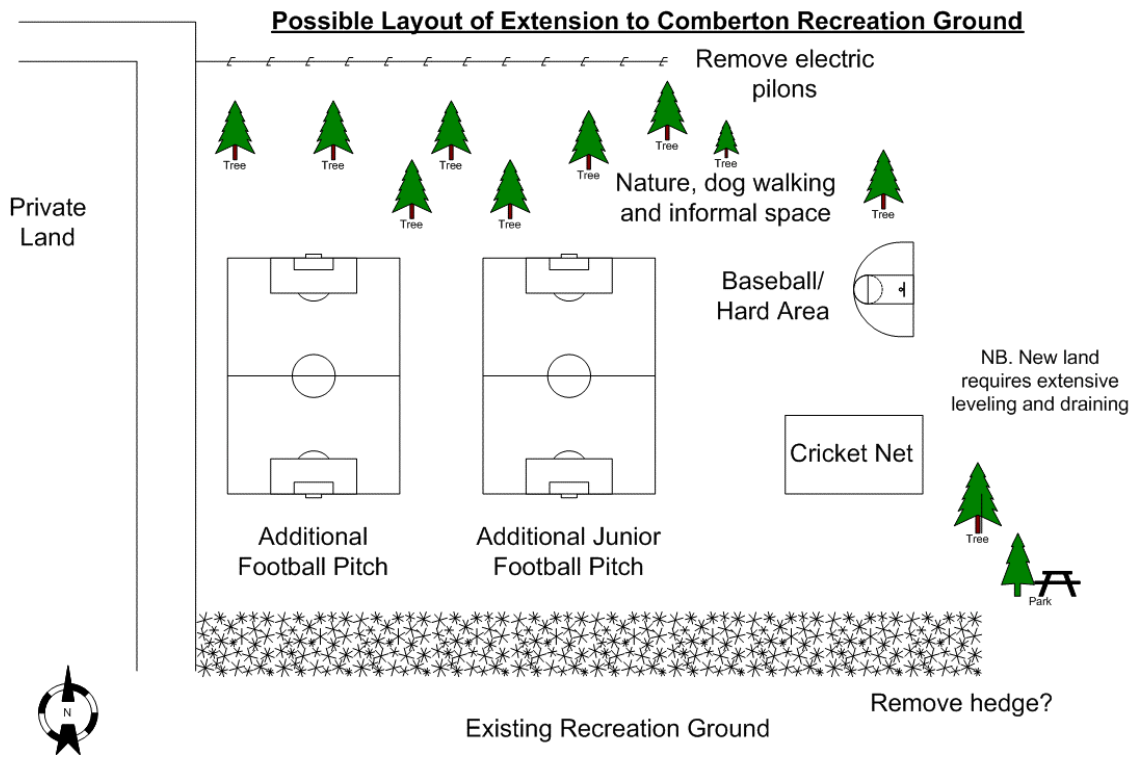 Possible Layout of Extension to Comberton Recreation Ground
Remove electric
pilons
Tree
Tree
Tree
Tree
Tree
Tree
Tree
Tree
Tree
Nature, dog walking
and informal space
Private
Land
Baseball/
Hard Area
NB. New land
requires extensive
leveling and draining
Cricket Net
Additional
Football Pitch
Additional Junior
Football Pitch
Tree
Park
Remove hedge?
N
Existing Recreation Ground